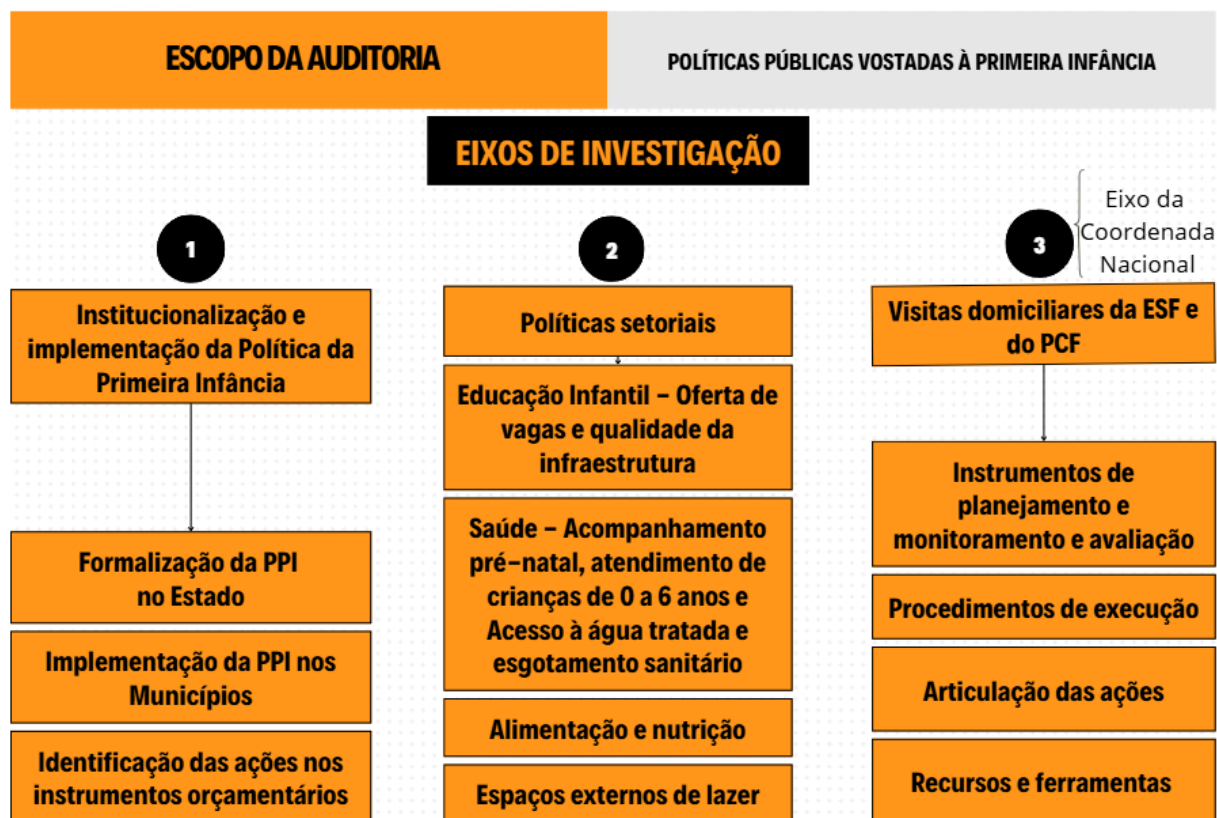 ESCOPO DA AUDITORIA
POLÍTICAS PÚBLICAS VOSTADAS À PRIMEIRA INFÂNCIA
EIXOS DE INVESTIGAÇÃO
1
Institucionalização e
implementação da Política da
Primeira Infância
Formalização da PPI
no Estado
Implementação da PPI nos
Municípios
Identificação das ações nos
instrumentos orçamentários
2
Políticas setoriais
Educação Infantil – Oferta de
vagas e qualidade da
infraestrutura
Saúde – Acompanhamento
pré–natal, atendimento de
crianças de 0 a 6 anos e
Acesso à água tratada e
esgotamento sanitário
Alimentação e nutrição
Espaços externos de lazer
3
Eixo da
Coordenada
Nacional
Visitas domiciliares da ESF e
do PCF
Instrumentos de
planejamento e
monitoramento e avaliação
Procedimentos de execução
Articulação das ações
Recursos e ferramentas